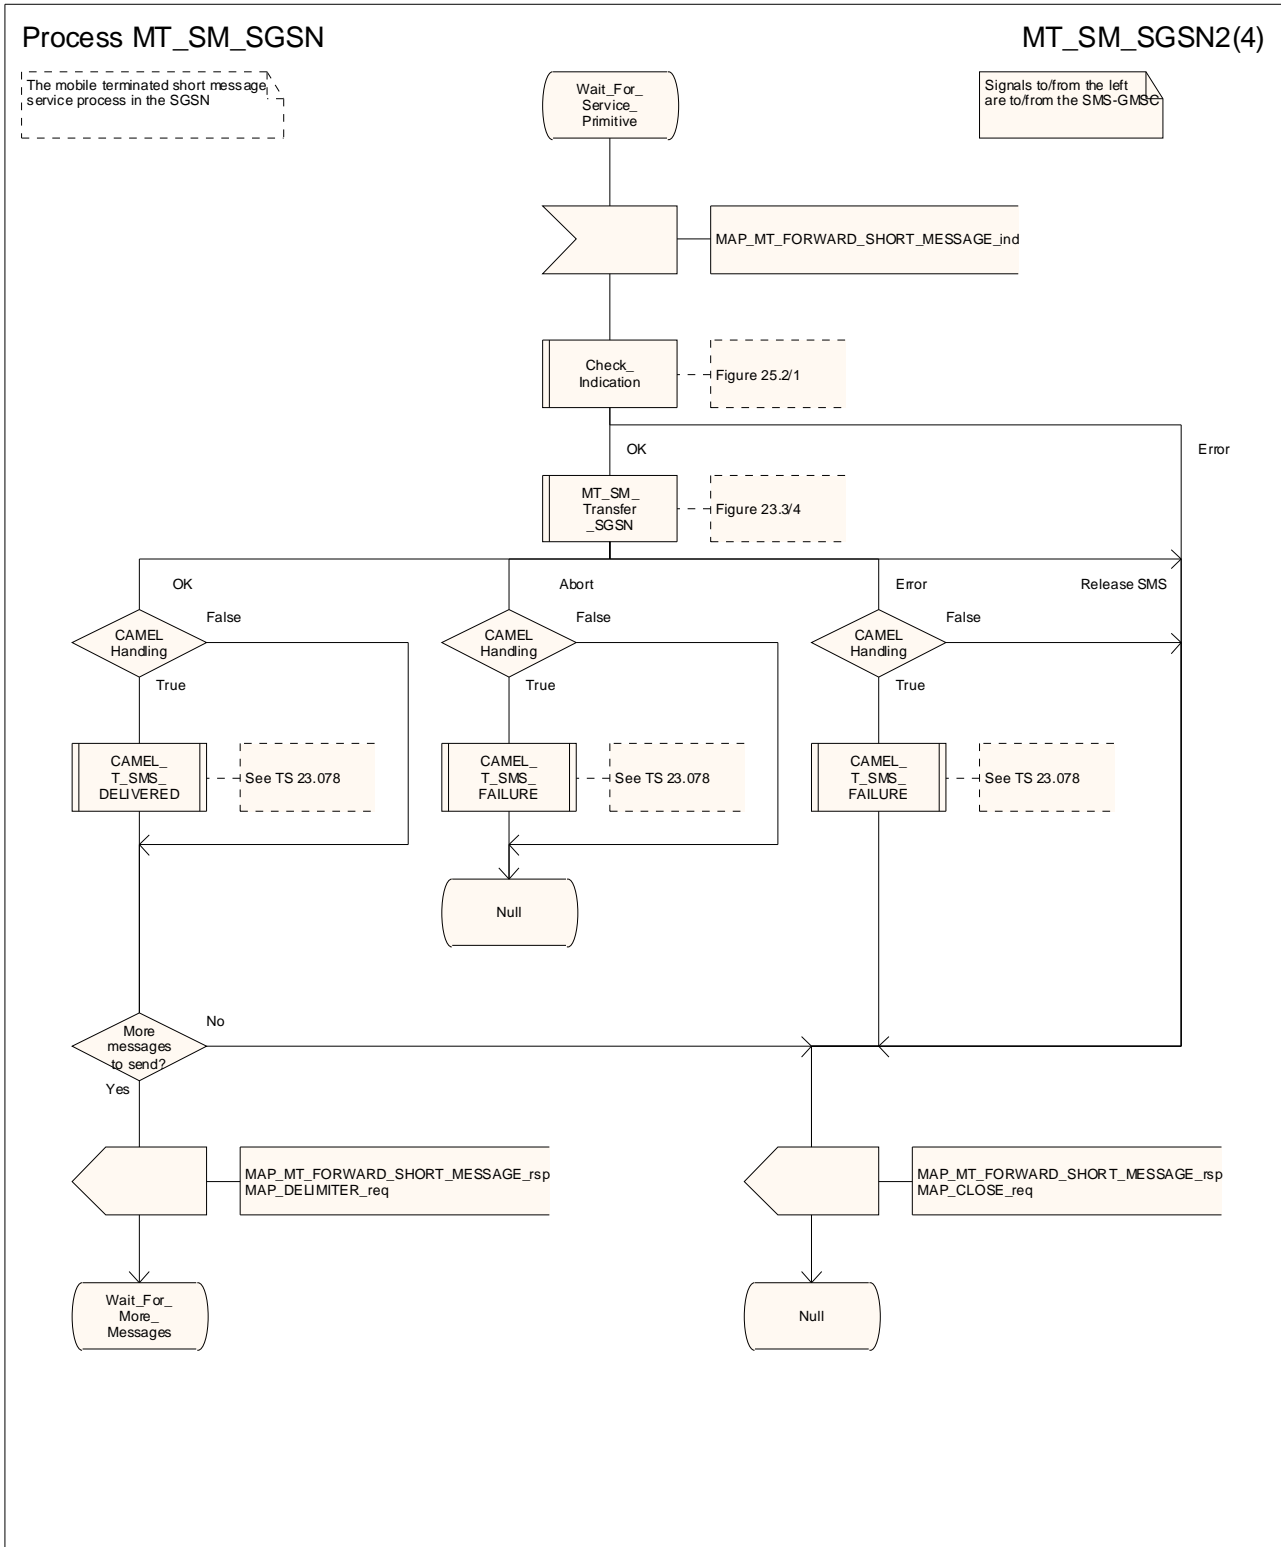 Process MT_SM_SGSN
MT_SM_SGSN2(4)
The mobile terminated short message
service process in the SGSN
Wait_For_
Service_
Primitive
Signals to/from the left
are to/from the SMS-GMSC
MAP_MT_FORWARD_SHORT_MESSAGE_ind
Check_
Indication
Figure 25.2/1
OK
Error
MT_SM_
Transfer
_SGSN
Figure 23.3/4
OK
Abort
Error
Release SMS
CAMEL
Handling
False
True
CAMEL
Handling
False
True
CAMEL
Handling
False
True
CAMEL_
T_SMS_
DELIVERED
See TS 23.078
CAMEL_
T_SMS_
FAILURE
See TS 23.078
CAMEL_
T_SMS_
FAILURE
See TS 23.078
Null
More
messages
to send?
No
Yes
MAP_MT_FORWARD_SHORT_MESSAGE_rsp
MAP_DELIMITER_req
MAP_MT_FORWARD_SHORT_MESSAGE_rsp
MAP_CLOSE_req
Wait_For_
More_
Messages
Null